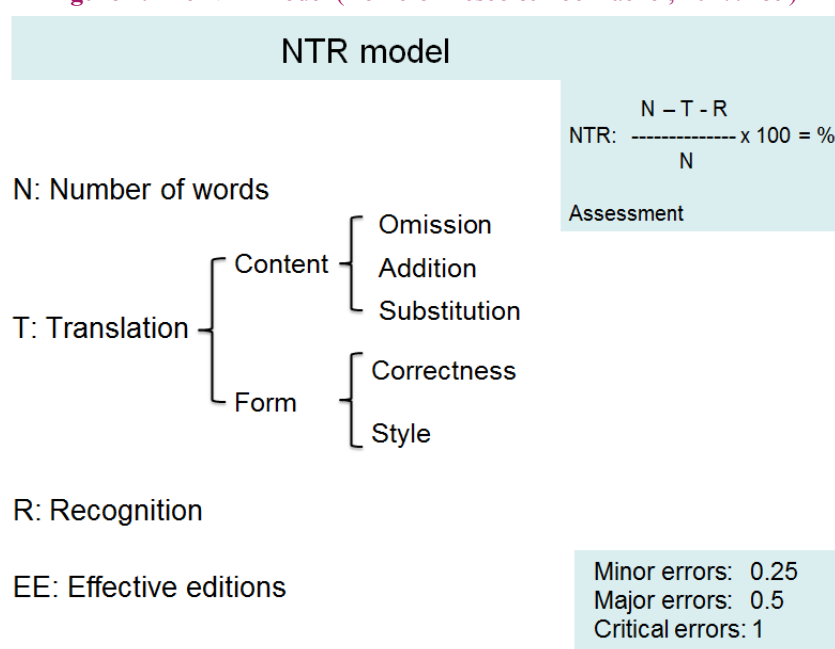 NTR model
N – T - R
NTR: -------------- x 100 = %
N
Assessment
N: Number of words
Omission
Content
Addition
Substitution
T: Translation
Correctness
Form
Style
R: Recognition
EE: Effective editions
Minor errors: 0.25
Major errors: 0.5
Critical errors: 1